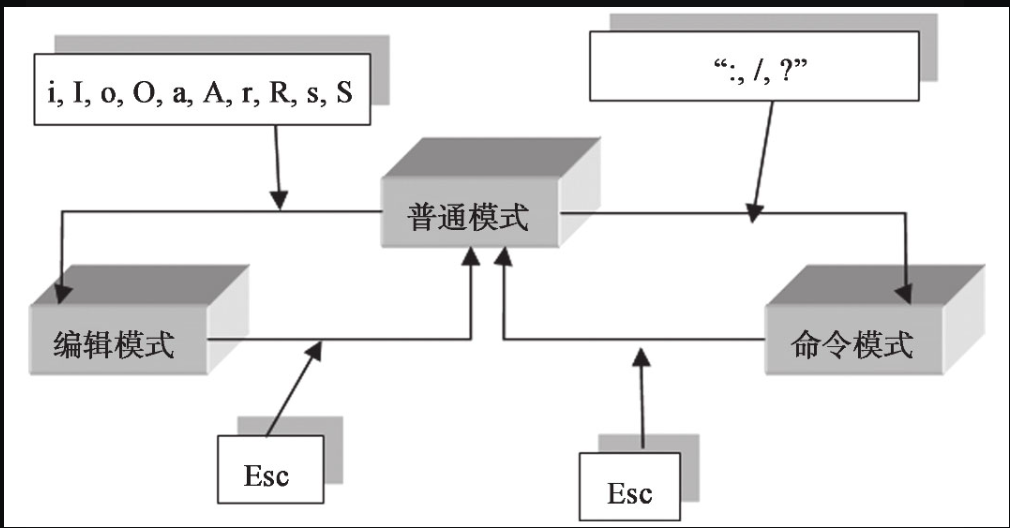 i, I, o, O, a, A, r, R, s, S
“:, /, ?”
普通模式
编辑模式
命令模式
Esc
Esc